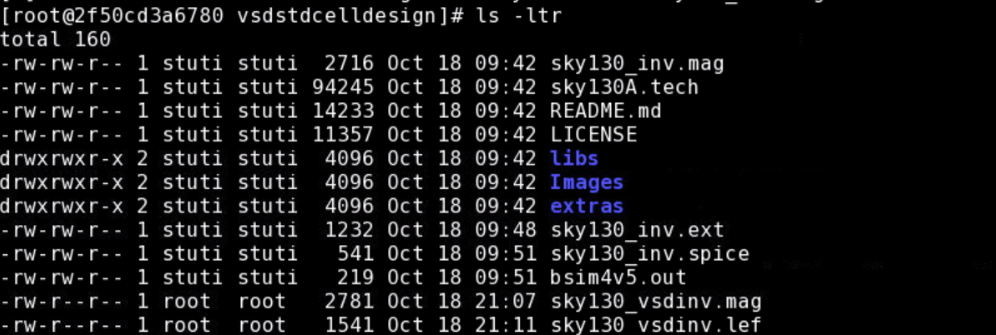 [root@2f50cd3a6780 vsdstdcelldesign]# ls -ltr
total 160
-rw-rw-r-- 1 stuti stuti  2716 Oct 18 09:42 sky130_inv.mag
-rw-rw-r-- 1 stuti stuti 94245 Oct 18 09:42 sky130A.tech
-rw-rw-r-- 1 stuti stuti 14233 Oct 18 09:42 README.md
-rw-rw-r-- 1 stuti stuti 11357 Oct 18 09:42 LICENSE
drwxrwxr-x 2 stuti stuti  4096 Oct 18 09:42 libs
drwxrwxr-x 2 stuti stuti  4096 Oct 18 09:42 Images
drwxrwxr-x 2 stuti stuti  4096 Oct 18 09:42 extras
-rw-rw-r-- 1 stuti stuti  1232 Oct 18 09:48 sky130_inv.ext
-rw-rw-r-- 1 stuti stuti   541 Oct 18 09:51 sky130_inv.spice
-rw-rw-r-- 1 stuti stuti   219 Oct 18 09:51 bsim4v5.out
-rw-r--r-- 1 root  root   2781 Oct 18 21:07 sky130_vsdinv.mag
-rw-r--r-- 1 root  root   1541 Oct 18 21:11 sky130_vsdinv.lef